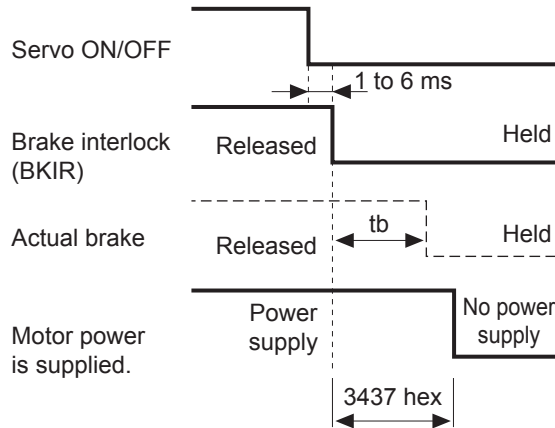 Servo ON/OFF
1 to 6 ms
Brake interlock
(BKIR)
Released
Held
Actual brake
Released
tb
Held
Motor power
is supplied.
Power
supply
No power
supply
3437 hex